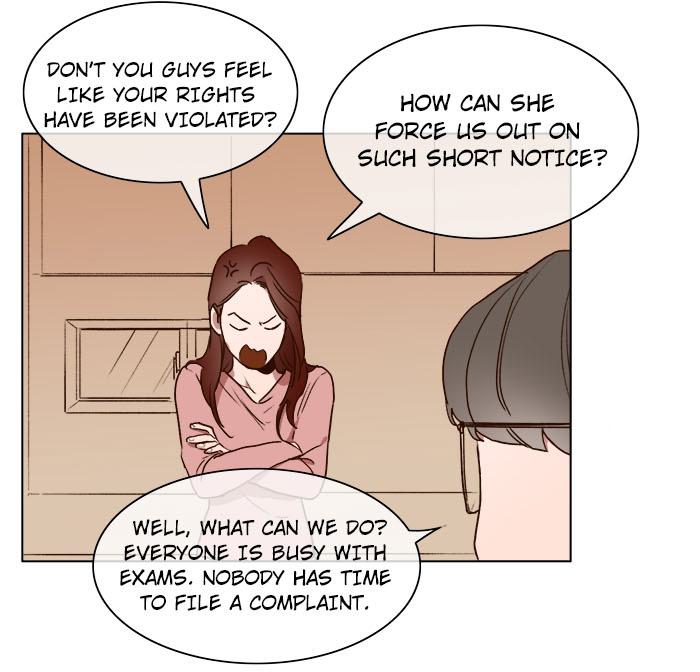 DON'T YOU GUYS FEEL
LIKE YOUR RIGHTS
HAVE BEEN VIOLATED?
HOW CAN SHE
FORCE US OUT ON
SUCH SHORT NOTICE?
WELL, WHAT CAN WE DO?
EVERYONE IS BUSY WITH
EXAMS. NOBODY HAS TIME
TO FILE A COMPLAINT.